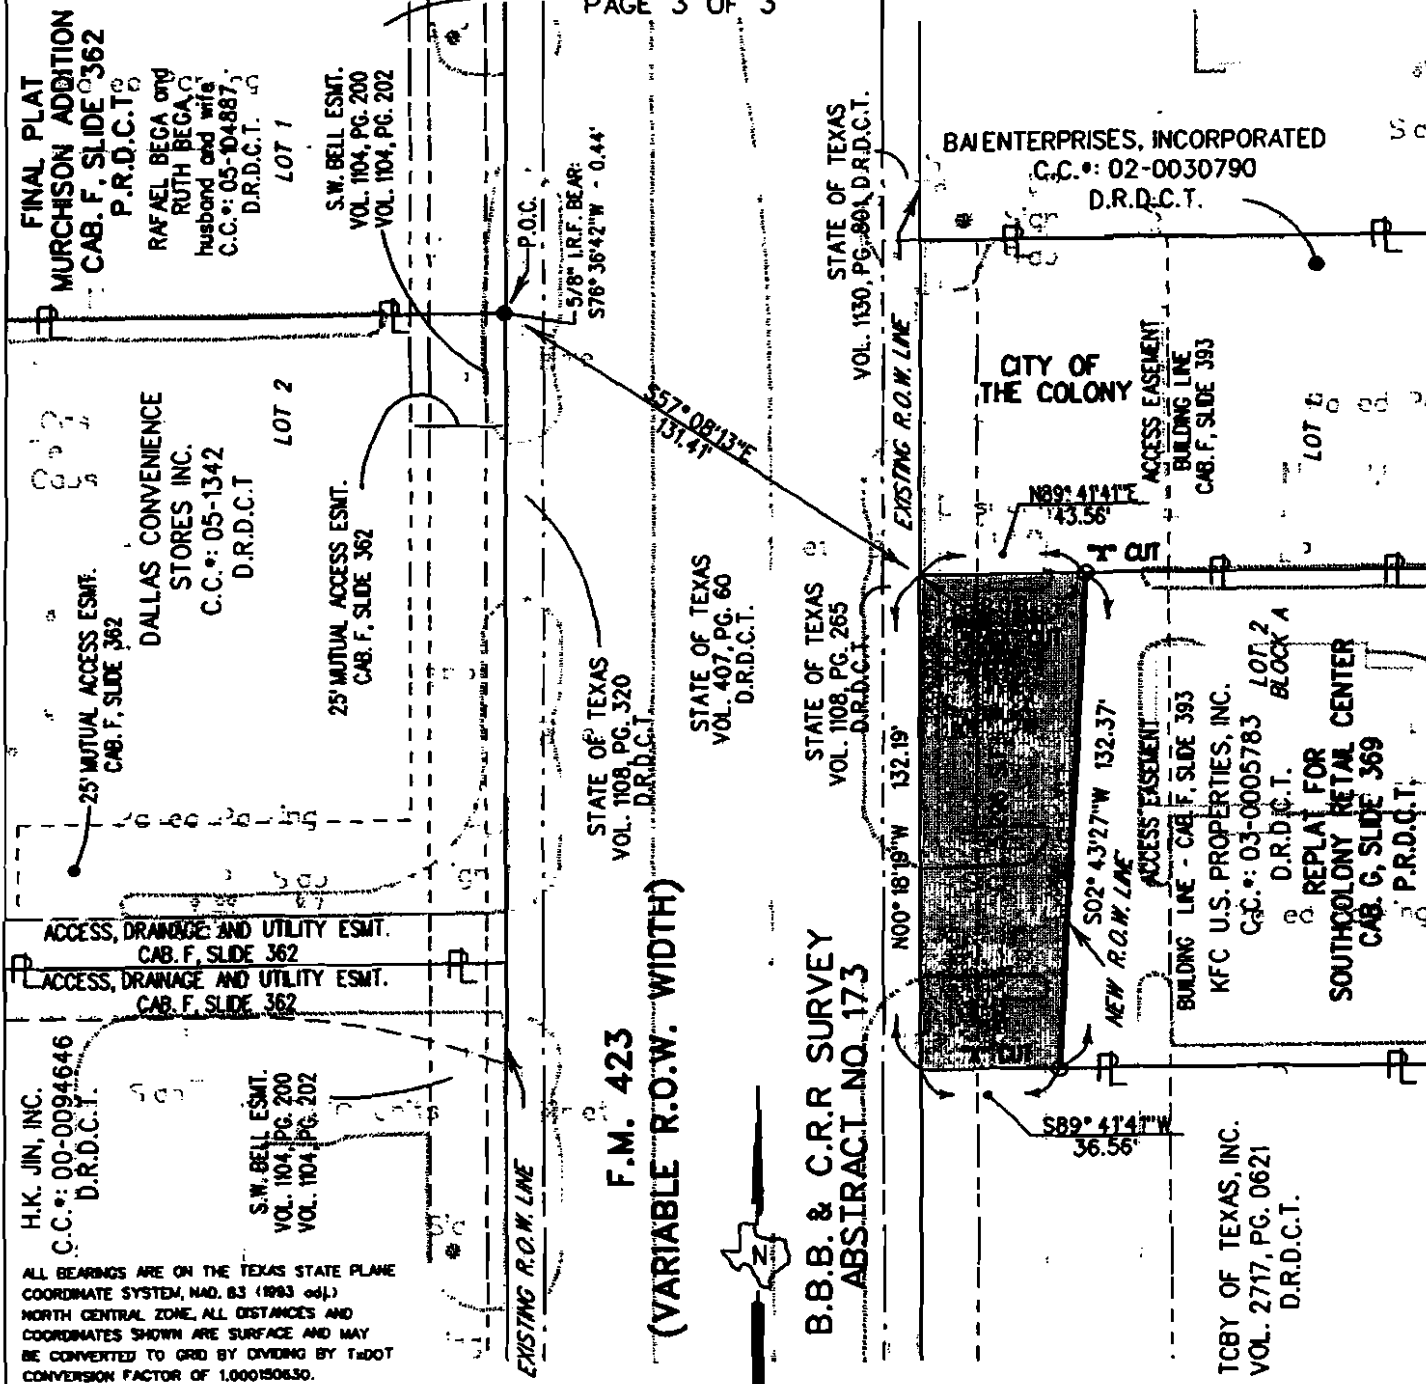 PAGE 3 OF 3
FINAL PLAT
MURCHISON ADDITION
CAB. F, SLIDE 362
P.R.D.C.T.
RAFAEL BEGA and
RUTH BEGA,
husband and wife
C.C.#: 05-104887
D.R.D.C.T.
LOT 1
S.W. BELL ESMT.
VOL. 1104, PG. 200
VOL. 1104, PG. 202
P.O.C.
5/8" I.R.F. BEAR:
S76°36'42"W - 0.44'
STATE OF TEXAS
VOL. 1130, PG. 801, D.R.D.C.T.
BAI ENTERPRISES, INCORPORATED
C.C.#: 02-0030790
D.R.D.C.T.
DALLAS CONVENIENCE
STORES INC.
C.C.#: 05-1342
D.R.D.C.T
LOT 2
25' MUTUAL ACCESS ESMT.
CAB. F, SLIDE 362
25' MUTUAL ACCESS ESMT.
CAB. F, SLIDE 362
S57°08'13"E
131.41'
EXISTING R.O.W. LINE
CITY OF
THE COLONY
ACCESS EASEMENT
BUILDING LINE
CAB. F, SLIDE 393
LOT
N89°41'41"E
43.56'
"X" CUT
STATE OF TEXAS
VOL. 1108, PG. 320
D.R.D.C.T
STATE OF TEXAS
VOL. 407, PG. 60
D.R.D.C.T.
STATE OF TEXAS
VOL. 1108, PG. 265
D.R.D.C.T.
N00°18'19"W 132.19'
S02°43'27"W 132.37'
NEW R.O.W. LINE
ACCESS EASEMENT
BUILDING LINE - CAB. F, SLIDE 393
KFC U.S. PROPERTIES, INC.
C.C.#: 03-0005783
D.R.D.C.T.
LOT 2
BLOCK A
REPLAT FOR
SOUTHCOLONY RETAIL CENTER
CAB. G, SLIDE 369
P.R.D.C.T.
Paved Parking
ACCESS, DRAINAGE AND UTILITY ESMT.
CAB. F, SLIDE 362
ACCESS, DRAINAGE AND UTILITY ESMT.
CAB. F, SLIDE 362
H.K. JIN, INC.
C.C.#: 00-0094646
D.R.D.C.T.
S.W. BELL ESMT.
VOL. 1104, PG. 200
VOL. 1104, PG. 202
EXISTING R.O.W. LINE
F.M. 423
(VARIABLE R.O.W. WIDTH)
N
B.B.B. & C.R.R SURVEY
ABSTRACT NO. 173
"X" CUT
S89°41'41"W
36.56'
TCBY OF TEXAS, INC.
VOL. 2717, PG. 0621
D.R.D.C.T.
ALL BEARINGS ARE ON THE TEXAS STATE PLANE
COORDINATE SYSTEM, NAD. 83 (1993 adj.)
NORTH CENTRAL ZONE, ALL DISTANCES AND
COORDINATES SHOWN ARE SURFACE AND MAY
BE CONVERTED TO GRID BY DIVIDING BY TxDOT
CONVERSION FACTOR OF 1.000150630.